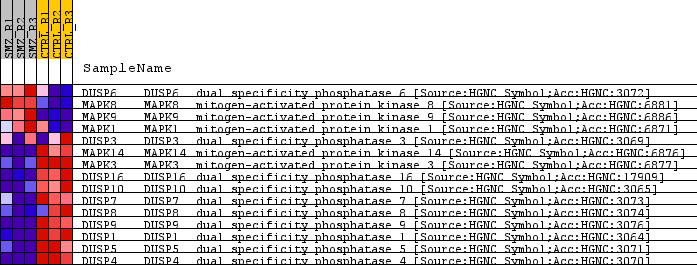 SMZ_R1
SMZ_R2
SMZ_R3
CTRL_R1
CTRL_R2
CTRL_R3
SampleName
DUSP6 DUSP6 dual specificity phosphatase 6 [Source:HGNC Symbol;Acc:HGNC:3072]
MAPK8 MAPK8 mitogen-activated protein kinase 8 [Source:HGNC Symbol;Acc:HGNC:6881]
MAPK9 MAPK9 mitogen-activated protein kinase 9 [Source:HGNC Symbol;Acc:HGNC:6886]
MAPK1 MAPK1 mitogen-activated protein kinase 1 [Source:HGNC Symbol;Acc:HGNC:6871]
DUSP3 DUSP3 dual specificity phosphatase 3 [Source:HGNC Symbol;Acc:HGNC:3069]
MAPK14 MAPK14 mitogen-activated protein kinase 14 [Source:HGNC Symbol;Acc:HGNC:6876]
MAPK3 MAPK3 mitogen-activated protein kinase 3 [Source:HGNC Symbol;Acc:HGNC:6877]
DUSP16 DUSP16 dual specificity phosphatase 16 [Source:HGNC Symbol;Acc:HGNC:17909]
DUSP10 DUSP10 dual specificity phosphatase 10 [Source:HGNC Symbol;Acc:HGNC:3065]
DUSP7 DUSP7 dual specificity phosphatase 7 [Source:HGNC Symbol;Acc:HGNC:3073]
DUSP8 DUSP8 dual specificity phosphatase 8 [Source:HGNC Symbol;Acc:HGNC:3074]
DUSP9 DUSP9 dual specificity phosphatase 9 [Source:HGNC Symbol;Acc:HGNC:3076]
DUSP1 DUSP1 dual specificity phosphatase 1 [Source:HGNC Symbol;Acc:HGNC:3064]
DUSP5 DUSP5 dual specificity phosphatase 5 [Source:HGNC Symbol;Acc:HGNC:3071]
DUSP4 DUSP4 dual specificity phosphatase 4 [Source:HGNC Symbol;Acc:HGNC:3070]